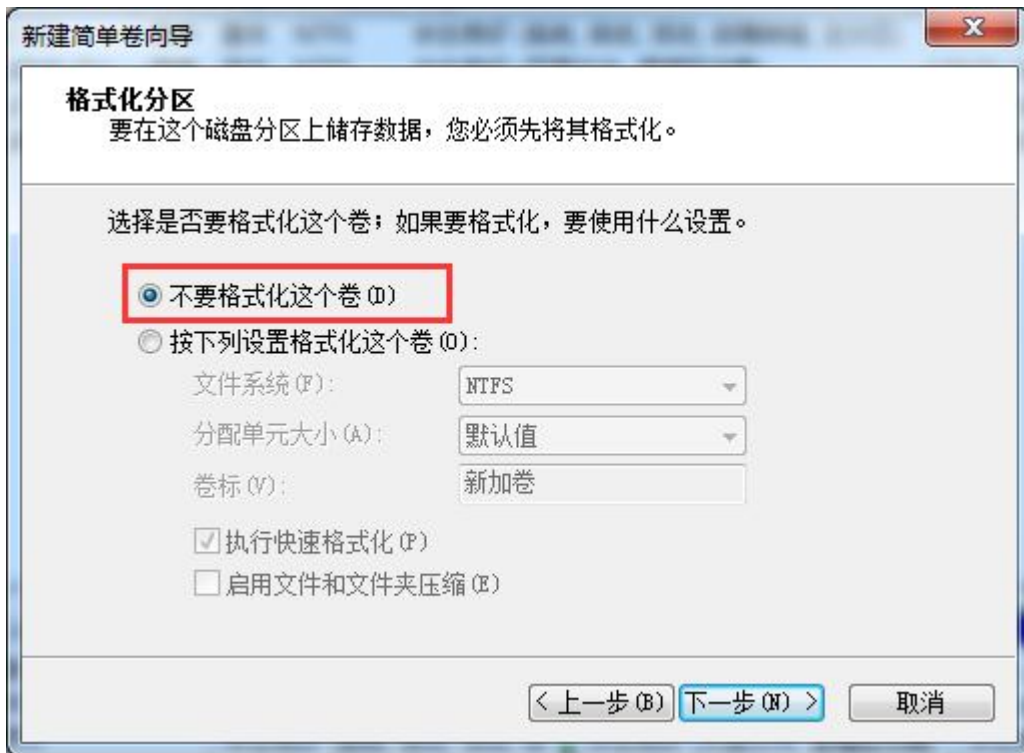 新建简单卷向导
格式化分区
要在这个磁盘分区上储存数据，您必须先将其格式化。
选择是否要格式化这个卷；如果要格式化，要使用什么设置。
不要格式化这个卷(D)
按下列设置格式化这个卷(O):
文件系统(F): NTFS
分配单元大小(A): 默认值
卷标(V): 新加卷
执行快速格式化(P)
启用文件和文件夹压缩(E)
< 上一步(B) 下一步(N) > 取消